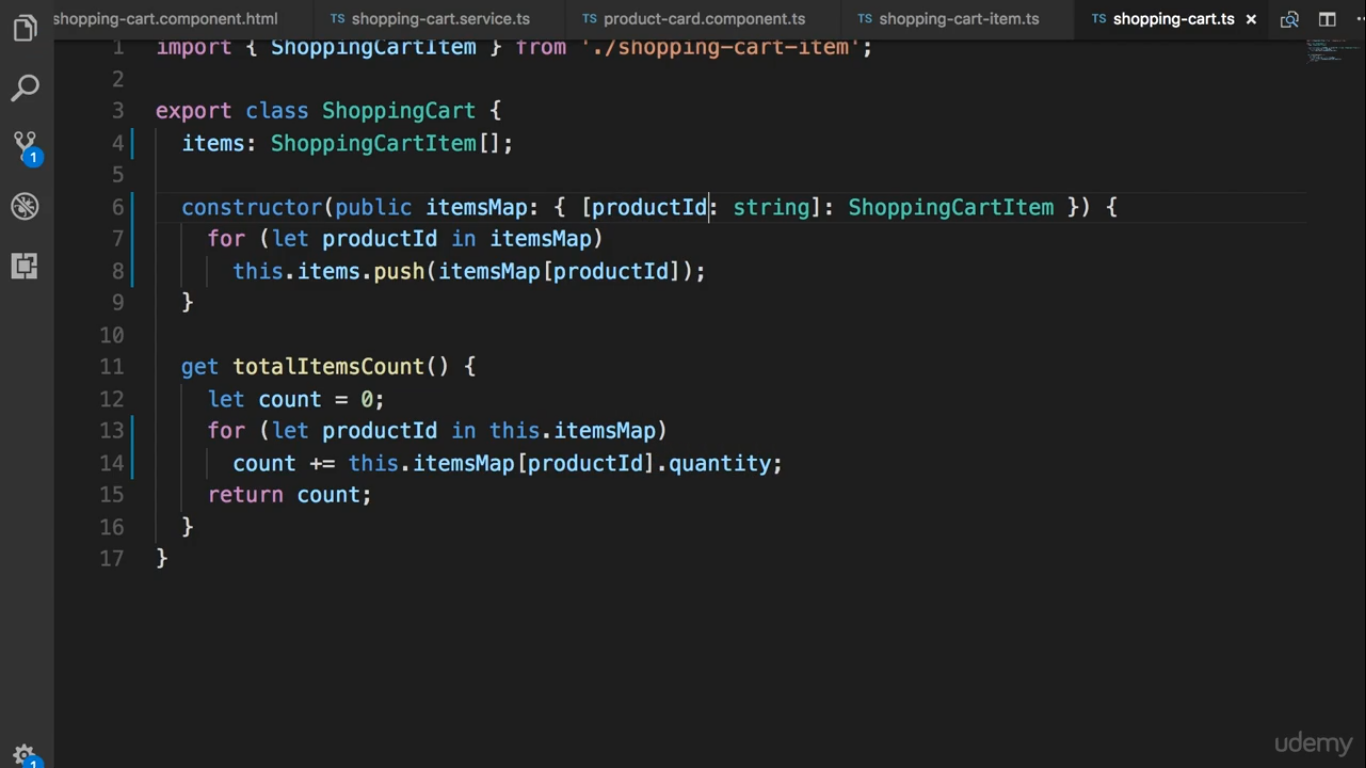 shopping-cart.component.html TS shopping-cart.service.ts TS product-card.component.ts TS shopping-cart-item.ts TS shopping-cart.ts ×
1 import { ShoppingCartItem } from './shopping-cart-item';
2
3 export class ShoppingCart {
4 items: ShoppingCartItem[];
5
6 constructor(public itemsMap: { [productId: string]: ShoppingCartItem }) {
7 for (let productId in itemsMap)
8 this.items.push(itemsMap[productId]);
9 }
10
11 get totalItemsCount() {
12 let count = 0;
13 for (let productId in this.itemsMap)
14 count += this.itemsMap[productId].quantity;
15 return count;
16 }
17 }
1
1
udemy